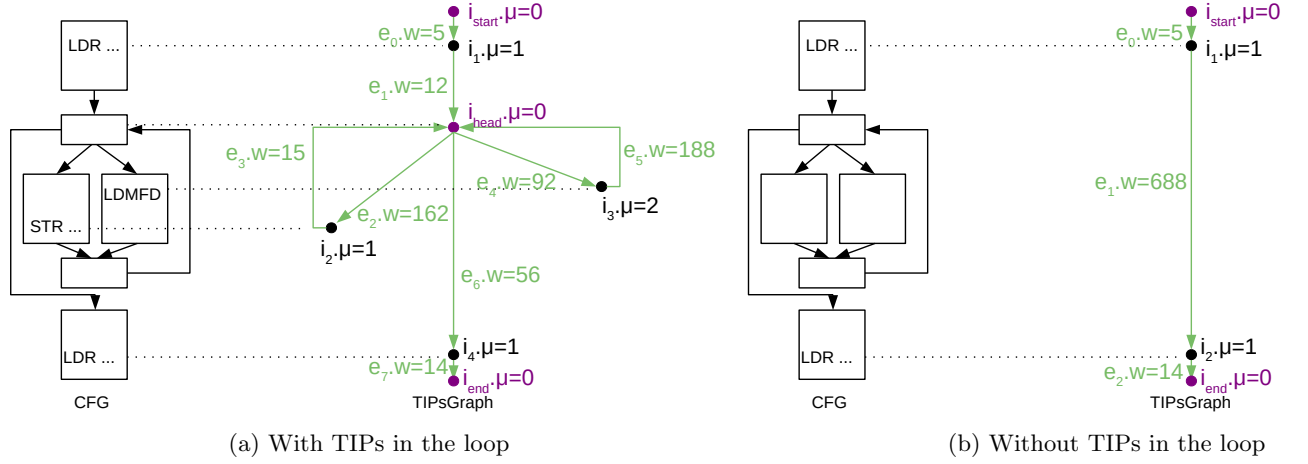 i_start.μ=0
e_0.w=5
LDR ...
i_1.μ=1
e_1.w=12
i_head.μ=0
e_3.w=15
e_5.w=188
LDMFD
e_4.w=92
i_3.μ=2
STR ...
e_2.w=162
i_2.μ=1
e_6.w=56
LDR ...
i_4.μ=1
e_7.w=14
i_end.μ=0
CFG
TIPsGraph
(a) With TIPs in the loop
i_start.μ=0
e_0.w=5
LDR ...
i_1.μ=1
e_1.w=688
LDR ...
i_2.μ=1
e_2.w=14
i_end.μ=0
CFG
TIPsGraph
(b) Without TIPs in the loop